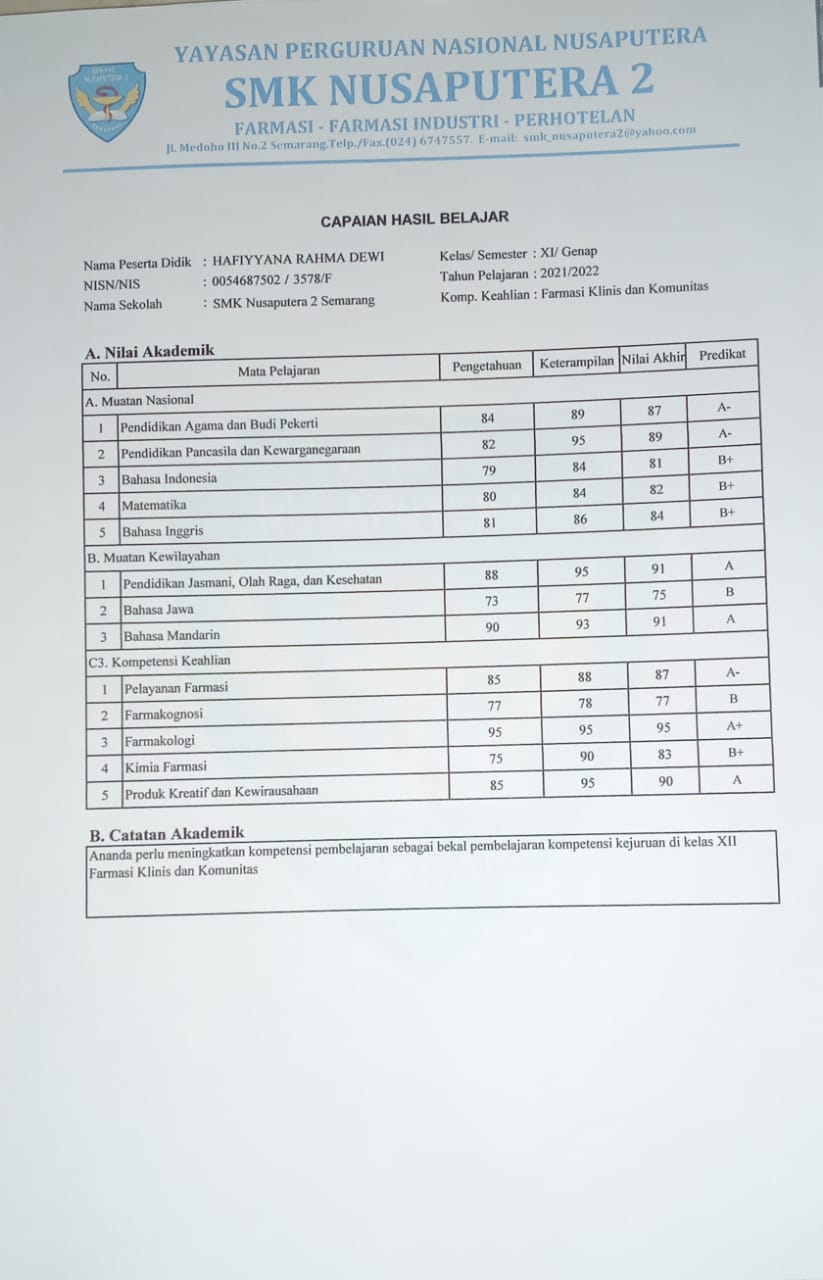 YAYASAN PERGURUAN NASIONAL NUSAPUTERA
SMK NUSAPUTERA 2
FARMASI - FARMASI INDUSTRI - PERHOTELAN
Jl. Medoho III No.2 Semarang.Telp./Fax.(024) 6747557. E-mail: smk_nusaputera2@yahoo.com
SMK
CAPAIAN HASIL BELAJAR
Nama Peserta Didik : HAFIYYANA RAHMA DEWI Kelas/ Semester : XI/ Genap
NISN/NIS : 0054687502 / 3578/F Tahun Pelajaran : 2021/2022
Nama Sekolah : SMK Nusaputera 2 Semarang Komp. Keahlian : Farmasi Klinis dan Komunitas
A. Nilai Akademik
No. Mata Pelajaran Pengetahuan Keterampilan Nilai Akhir Predikat
A. Muatan Nasional
1 Pendidikan Agama dan Budi Pekerti 84 89 87 A-
2 Pendidikan Pancasila dan Kewarganegaraan 82 95 89 A-
3 Bahasa Indonesia 79 84 81 B+
4 Matematika 80 84 82 B+
5 Bahasa Inggris 81 86 84 B+
B. Muatan Kewilayahan
1 Pendidikan Jasmani, Olah Raga, dan Kesehatan 88 95 91 A
2 Bahasa Jawa 73 77 75 B
3 Bahasa Mandarin 90 93 91 A
C3. Kompetensi Keahlian
1 Pelayanan Farmasi 85 88 87 A-
2 Farmakognosi 77 78 77 B
3 Farmakologi 95 95 95 A+
4 Kimia Farmasi 75 90 83 B+
5 Produk Kreatif dan Kewirausahaan 85 95 90 A
B. Catatan Akademik
Ananda perlu meningkatkan kompetensi pembelajaran sebagai bekal pembelajaran kompetensi kejuruan di kelas XII
Farmasi Klinis dan Komunitas